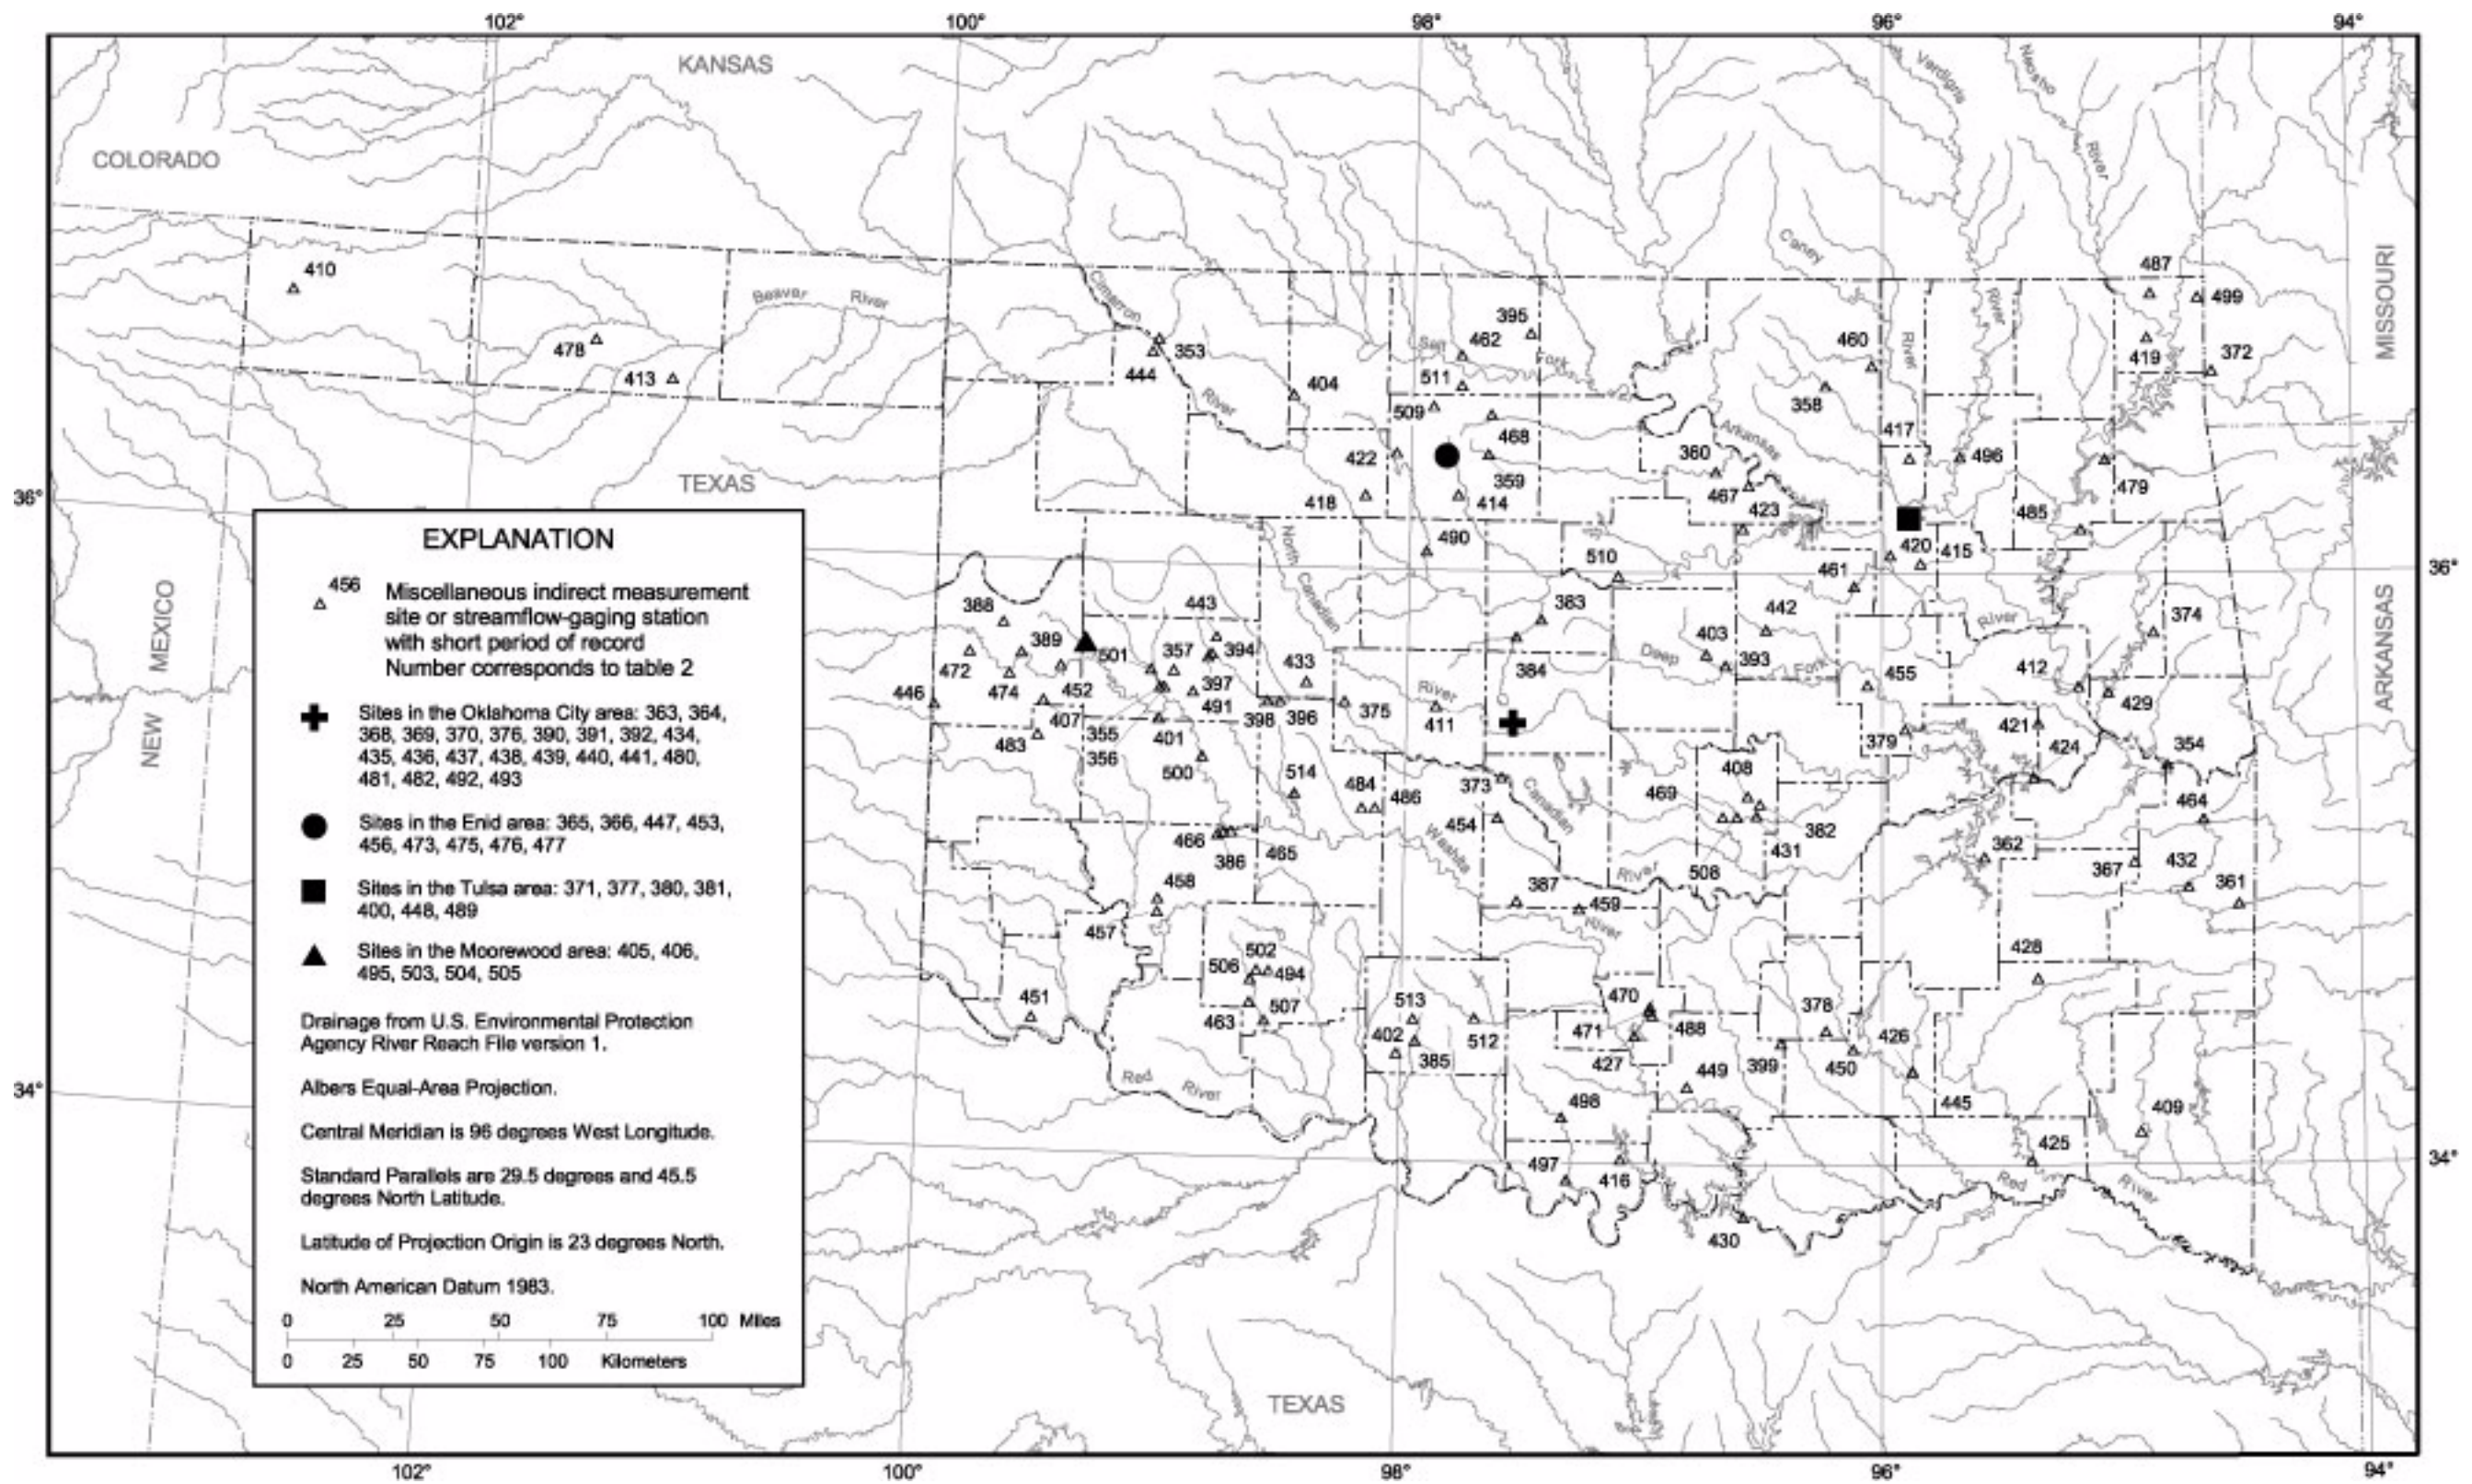 102° 100° 98° 96° 94°
KANSAS
Verdigris
Neosho
River
COLORADO
Caney
MISSOURI
410
487
499
Beaver River
Cimarron
395
460
River
River
478
353
Salt
462
Fork
419
372
413
444
404
511
358
River
509
417
468
Arkansas
422
360
496
TEXAS
36°
359
479
418
414
467
423
485
EXPLANATION
490
420
415
North
510
461
36°
456 Miscellaneous indirect measurement
site or streamflow-gaging station
with short period of record
Number corresponds to table 2
Canadian
388
443
383
442
374
River
389
501
357
394
403
433
Deep
393
Fork
412
472
384
455
446
474
452
397
River
NEW MEXICO
ARKANSAS
407
491
398
396
375
411
429
Sites in the Oklahoma City area: 363, 364,
368, 369, 370, 376, 390, 391, 392, 434,
435, 436, 437, 438, 439, 440, 441, 480,
481, 482, 492, 493
483
355
401
379
421
424
354
356
500
514
484
373
408
486
469
Canadian
464
454
382
Sites in the Enid area: 365, 366, 447, 453,
456, 473, 475, 476, 477
466
386
465
Washita
431
362
367
432
458
387
River
508
361
Sites in the Tulsa area: 371, 377, 380, 381,
400, 448, 489
459
457
River
502
428
Sites in the Moorewood area: 405, 406,
495, 503, 504, 505
506
494
451
463
507
513
470
378
Drainage from U.S. Environmental Protection
Agency River Reach File version 1.
402
385
512
471
488
426
427
399
450
449
34°
Albers Equal-Area Projection.
Red River
498
445
409
Central Meridian is 96 degrees West Longitude.
425
34°
Standard Parallels are 29.5 degrees and 45.5
degrees North Latitude.
497
416
Red River
Latitude of Projection Origin is 23 degrees North.
430
North American Datum 1983.
0 25 50 75 100 Miles
0 25 50 75 100 Kilometers
TEXAS
102° 100° 98° 96° 94°